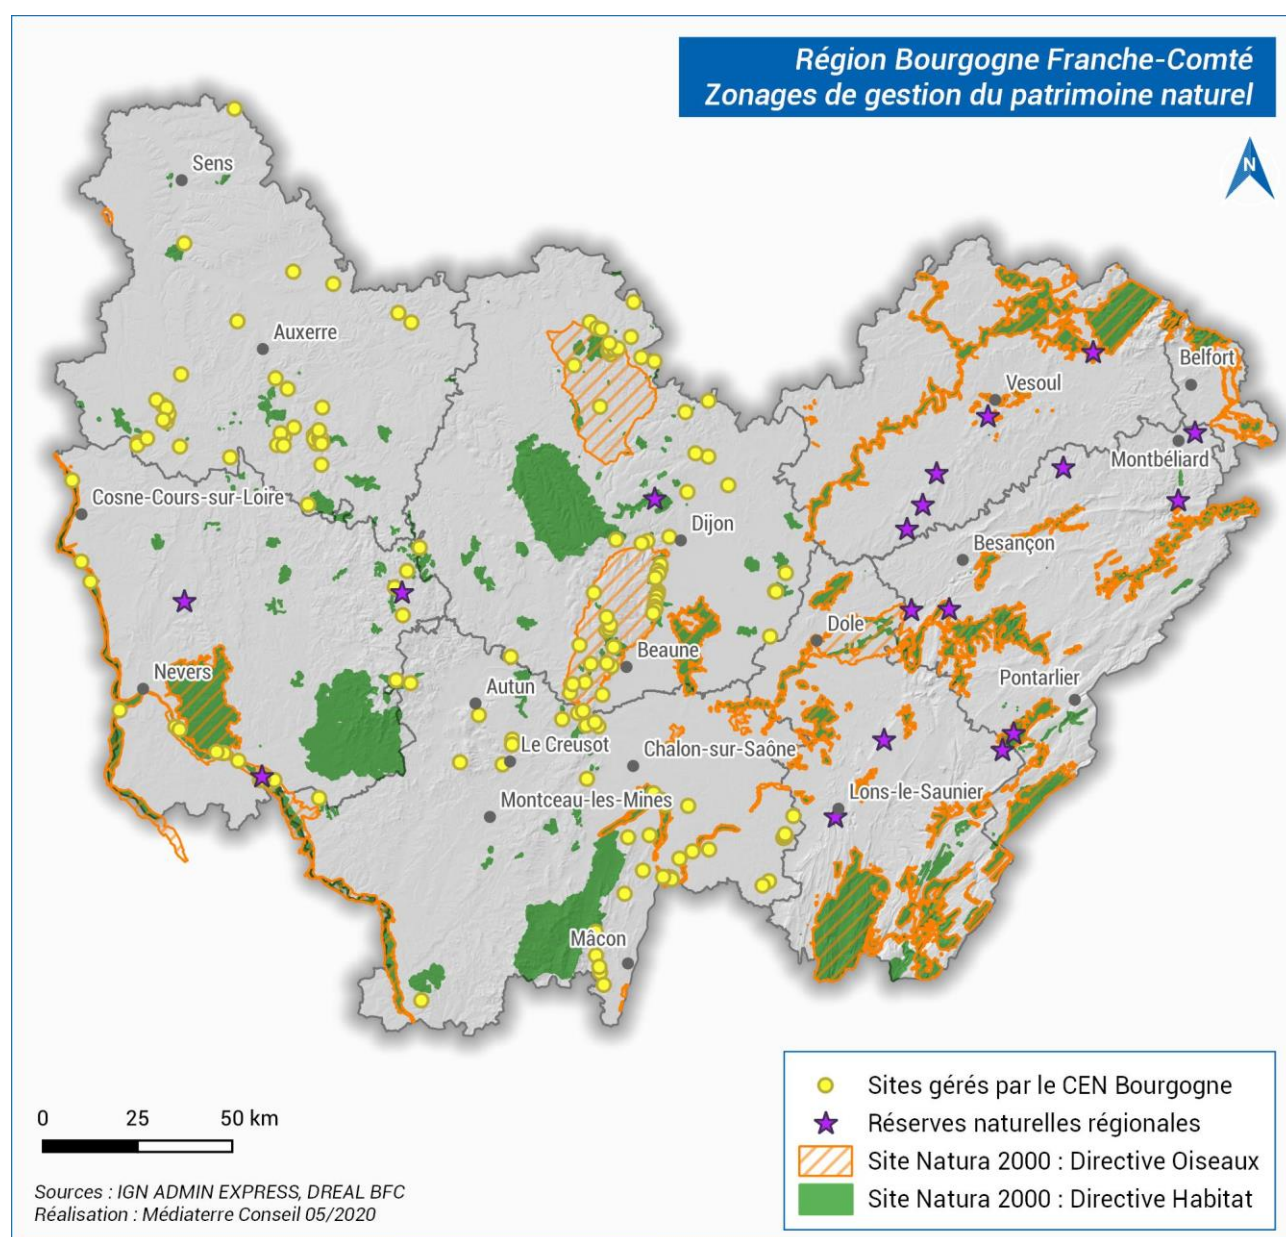 Région Bourgogne Franche-Comté
Zonages de gestion du patrimoine naturel
N
Sens
Auxerre
Belfort
Vesoul
Montbéliard
Cosne-Cours-sur-Loire
Dijon
Besançon
Dole
Beaune
Nevers
Autun
Pontarlier
Le Creusot
Chalon-sur-Saône
Montceau-les-Mines
Lons-le-Saunier
Mâcon
0 25 50 km
Sites gérés par le CEN Bourgogne
Réserves naturelles régionales
Site Natura 2000 : Directive Oiseaux
Site Natura 2000 : Directive Habitat
Sources : IGN ADMIN EXPRESS, DREAL BFC
Réalisation : Médiaterre Conseil 05/2020